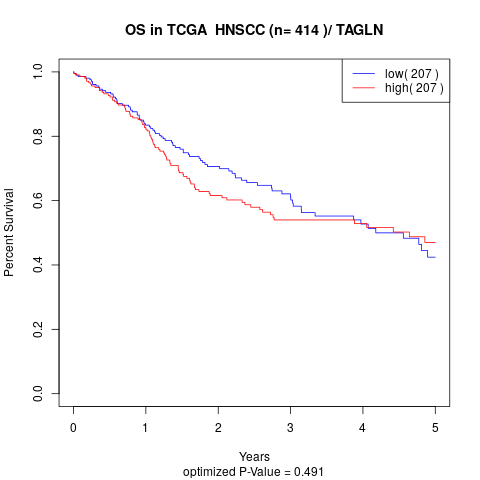 OS in TCGA  HNSCC (n= 414 )/ TAGLN
low( 207 )
high( 207 )
Percent Survival
1.0
0.8
0.6
0.4
0.2
0.0
0 1 2 3 4 5
Years
optimized P-Value = 0.491